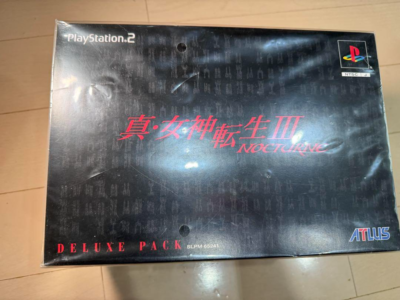 PlayStation 2
真・女神転生III
NOCTURNE
DELUXE PACK
ATLUS